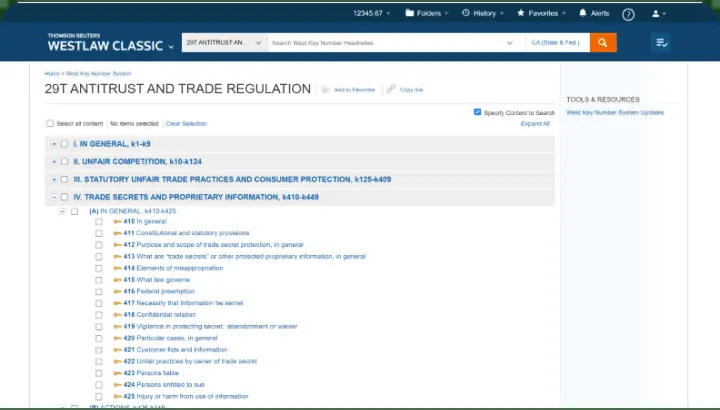 12345.67 Folders History Favorites Alerts ?
THOMSON REUTERS
WESTLAW CLASSIC
29T ANTITRUST AN... Search West Key Number Headnotes CA (State & Fed.)
Home > West Key Number System
29T ANTITRUST AND TRADE REGULATION Add to Favorites Copy link
TOOLS & RESOURCES
West Key Number System Updates
Specify Content to Search
Select all content No items selected Clear Selection Expand All
I. IN GENERAL, k1-k9
II. UNFAIR COMPETITION, k10-k124
III. STATUTORY UNFAIR TRADE PRACTICES AND CONSUMER PROTECTION, k125-k409
IV. TRADE SECRETS AND PROPRIETARY INFORMATION, k410-k449
(A) IN GENERAL, k410-k425
410 In general
411 Constitutional and statutory provisions
412 Purpose and scope of trade secret protection, in general
413 What are "trade secrets" or other protected proprietary information, in general
414 Elements of misappropriation
415 What law governs
416 Federal preemption
417 Necessity that information be secret
418 Confidential relation
419 Vigilance in protecting secret; abandonment or waiver
420 Particular cases, in general
421 Customer lists and information
422 Unfair practices by owner of trade secret
423 Persons liable
424 Persons entitled to sue
425 Injury or harm from use of information
(B) ACTIONS,